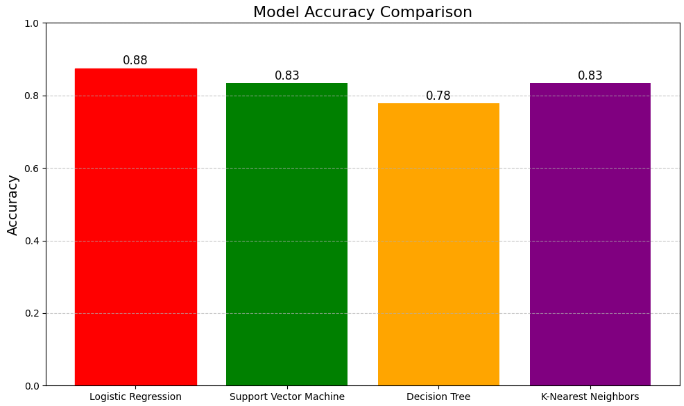 Model Accuracy Comparison
Accuracy
1.0
0.8
0.6
0.4
0.2
0.0
0.88
0.83
0.78
0.83
Logistic Regression
Support Vector Machine
Decision Tree
K-Nearest Neighbors